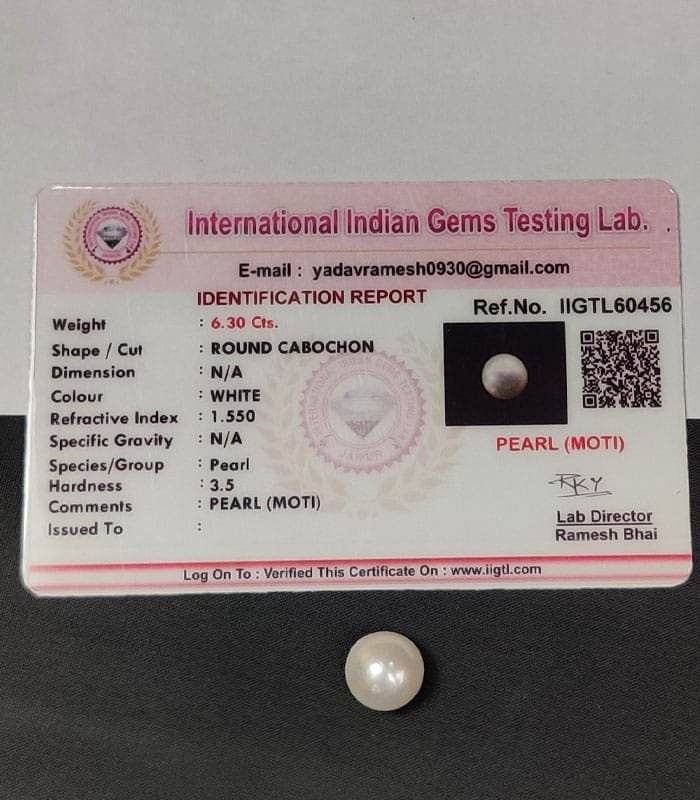 International Indian Gems Testing Lab. .
E-mail : yadavramesh0930@gmail.com
IDENTIFICATION REPORT
Ref.No. IIGTL60456
Weight : 6.30 Cts.
Shape / Cut : ROUND CABOCHON
Dimension : N/A
Colour : WHITE
Refractive Index : 1.550
Specific Gravity : N/A
Species/Group : Pearl
Hardness : 3.5
Comments : PEARL (MOTI)
Issued To :
PEARL (MOTI)
RKY
Lab Director
Ramesh Bhai
JAIPUR
Log On To : Verified This Certificate On : www.iigtl.com